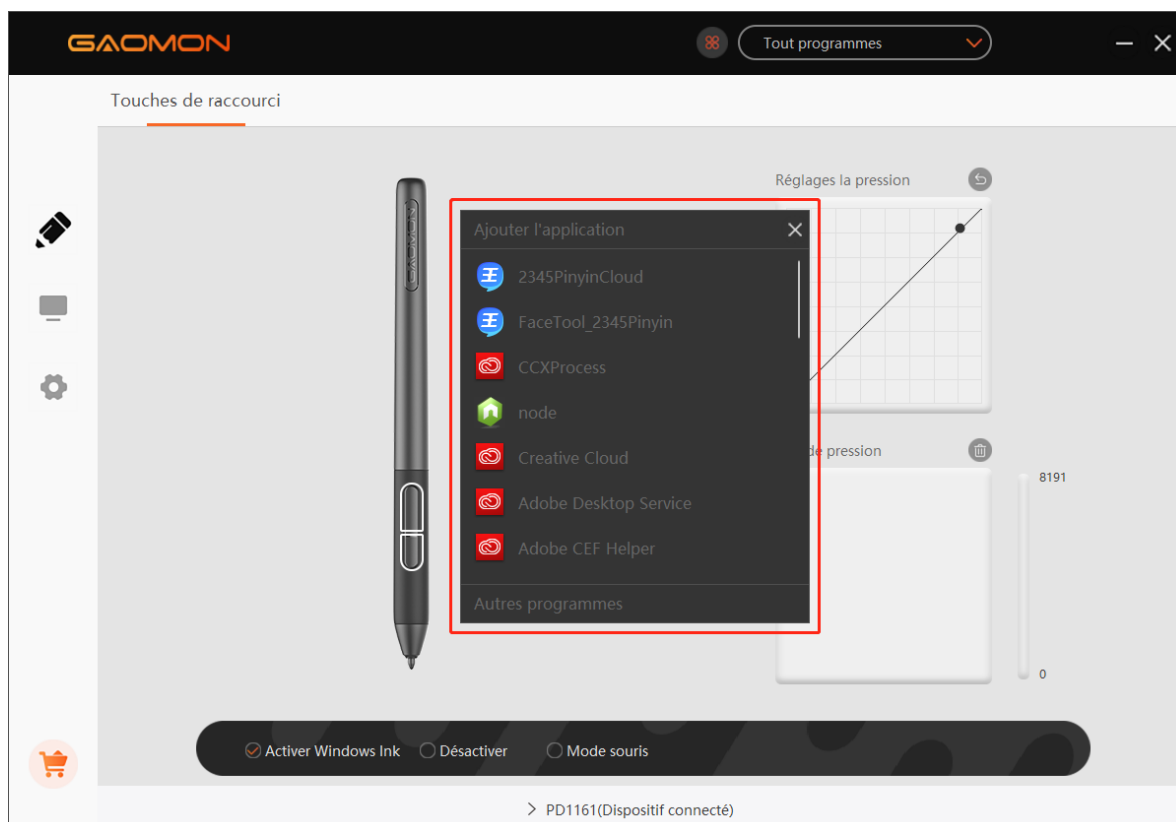 GAOMON
Tout programmes
Touches de raccourci
Réglages la pression
GAOMON
Ajouter l'application
2345PinyinCloud
FaceTool_2345Pinyin
CCXProcess
node
Creative Cloud
Adobe Desktop Service
Adobe CEF Helper
Autres programmes
de pression
8191
0
Activer Windows Ink
Désactiver
Mode souris
PD1161(Dispositif connecté)